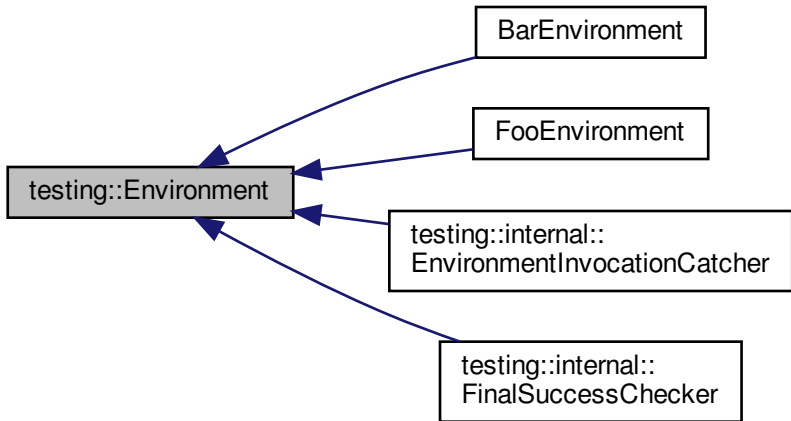 BarEnvironment
FooEnvironment
testing::Environment
testing::internal::
EnvironmentInvocationCatcher
testing::internal::
FinalSuccessChecker